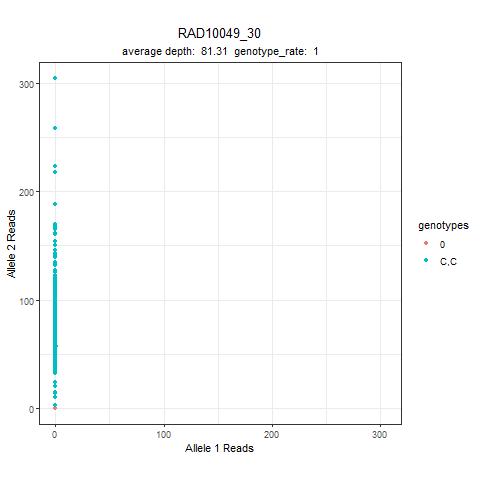 RAD10049_30
average depth: 81.31 genotype_rate: 1
300
200
100
0
Allele 2 Reads
0 100 200 300
Allele 1 Reads
genotypes
0
C,C